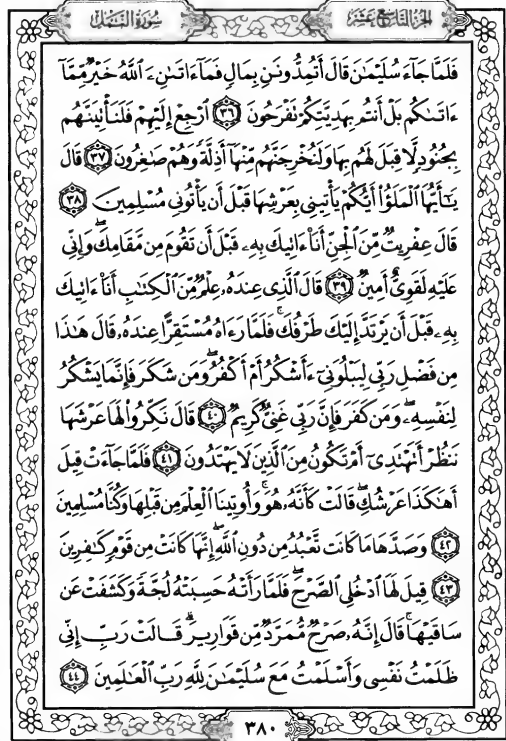 الجزء التاسع عشر سورة النمل
فَلَمَّا جَآءَ سُلَيْمَٰنَ قَالَ أَتُمِدُّونَنِ بِمَالٍ فَمَآ ءَاتَىٰنِۦَ ٱللَّهُ خَيْرٌ مِّمَّآ
ءَاتَىٰكُم بَلْ أَنتُم بِهَدِيَّتِكُمْ تَفْرَحُونَ ٣٦ ٱرْجِعْ إِلَيْهِمْ فَلَنَأْتِيَنَّهُم
بِجُنُودٍ لَّا قِبَلَ لَهُم بِهَا وَلَنُخْرِجَنَّهُم مِّنْهَآ أَذِلَّةً وَهُمْ صَٰغِرُونَ ٣٧ قَالَ
يَٰٓأَيُّهَا ٱلْمَلَؤُا۟ أَيُّكُمْ يَأْتِينِى بِعَرْشِهَا قَبْلَ أَن يَأْتُونِى مُسْلِمِينَ ٣٨
قَالَ عِفْرِيتٌ مِّنَ ٱلْجِنِّ أَنَا۠ ءَاتِيكَ بِهِۦ قَبْلَ أَن تَقُومَ مِن مَّقَامِكَ ۖ وَإِنِّى
عَلَيْهِ لَقَوِىٌّ أَمِينٌ ٣٩ قَالَ ٱلَّذِى عِندَهُۥ عِلْمٌ مِّنَ ٱلْكِتَٰبِ أَنَا۠ ءَاتِيكَ
بِهِۦ قَبْلَ أَن يَرْتَدَّ إِلَيْكَ طَرْفُكَ ۚ فَلَمَّا رَءَاهُ مُسْتَقِرًّا عِندَهُۥ قَالَ هَٰذَا
مِن فَضْلِ رَبِّى لِيَبْلُوَنِىٓ ءَأَشْكُرُ أَمْ أَكْفُرُ ۖ وَمَن شَكَرَ فَإِنَّمَا يَشْكُرُ
لِنَفْسِهِۦ ۖ وَمَن كَفَرَ فَإِنَّ رَبِّى غَنِىٌّ كَرِيمٌ ٤٠ قَالَ نَكِّرُوا۟ لَهَا عَرْشَهَا
نَنظُرْ أَتَهْتَدِىٓ أَمْ تَكُونُ مِنَ ٱلَّذِينَ لَا يَهْتَدُونَ ٤١ فَلَمَّا جَآءَتْ قِيلَ
أَهَٰكَذَا عَرْشُكِ ۖ قَالَتْ كَأَنَّهُۥ هُوَ ۚ وَأُوتِينَا ٱلْعِلْمَ مِن قَبْلِهَا وَكُنَّا مُسْلِمِينَ
٤٢ وَصَدَّهَا مَا كَانَت تَّعْبُدُ مِن دُونِ ٱللَّهِ ۖ إِنَّهَا كَانَتْ مِن قَوْمٍ كَٰفِرِينَ
٤٣ قِيلَ لَهَا ٱدْخُلِى ٱلصَّرْحَ ۖ فَلَمَّا رَأَتْهُ حَسِبَتْهُ لُجَّةً وَكَشَفَتْ عَن
سَاقَيْهَا ۚ قَالَ إِنَّهُۥ صَرْحٌ مُّمَرَّدٌ مِّن قَوَارِيرَ ۗ قَالَتْ رَبِّ إِنِّى
ظَلَمْتُ نَفْسِى وَأَسْلَمْتُ مَعَ سُلَيْمَٰنَ لِلَّهِ رَبِّ ٱلْعَٰلَمِينَ ٤٤
٣٨٠